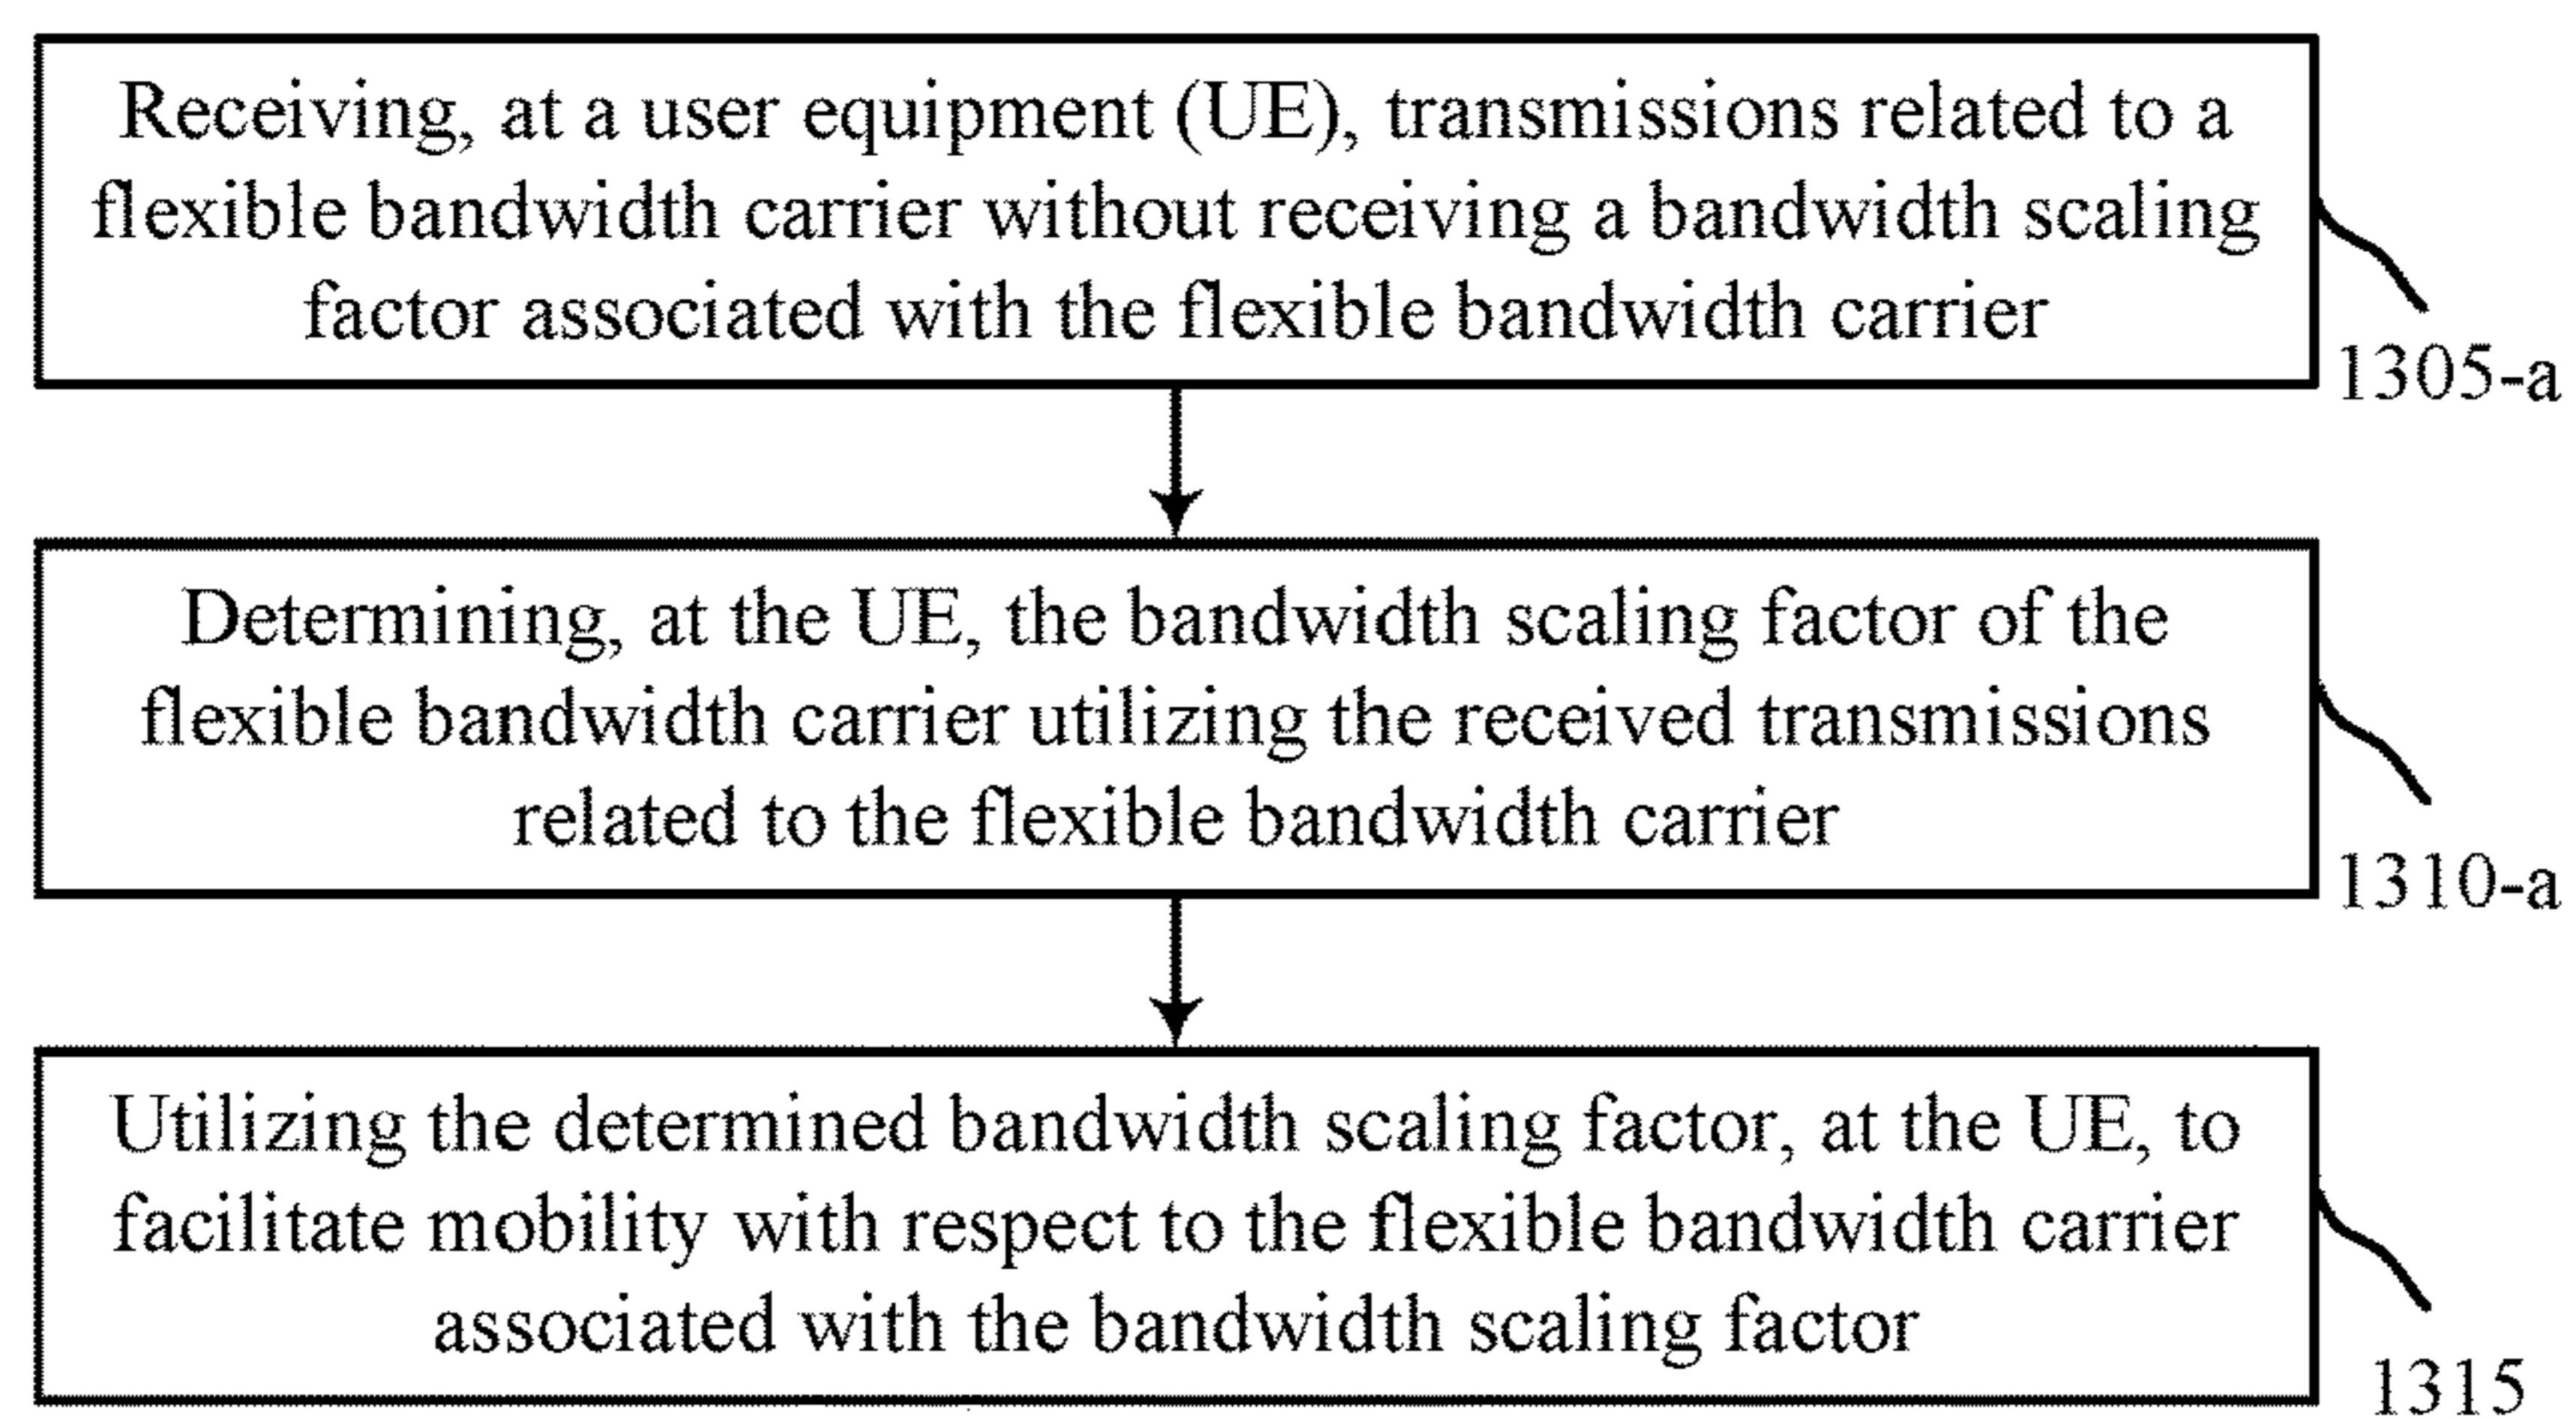 Receiving, at a user equipment (UE), transmissions related to a
flexible bandwidth carrier without receiving a bandwidth scaling
factor associated with the flexible bandwidth carrier
1305-a
Determining, at the UE, the bandwidth scaling factor of the
flexible bandwidth carrier utilizing the received transmissions
related to the flexible bandwidth carrier
1310-a
Utilizing the determined bandwidth scaling factor, at the UE, to
facilitate mobility with respect to the flexible bandwidth carrier
associated with the bandwidth scaling factor
1315